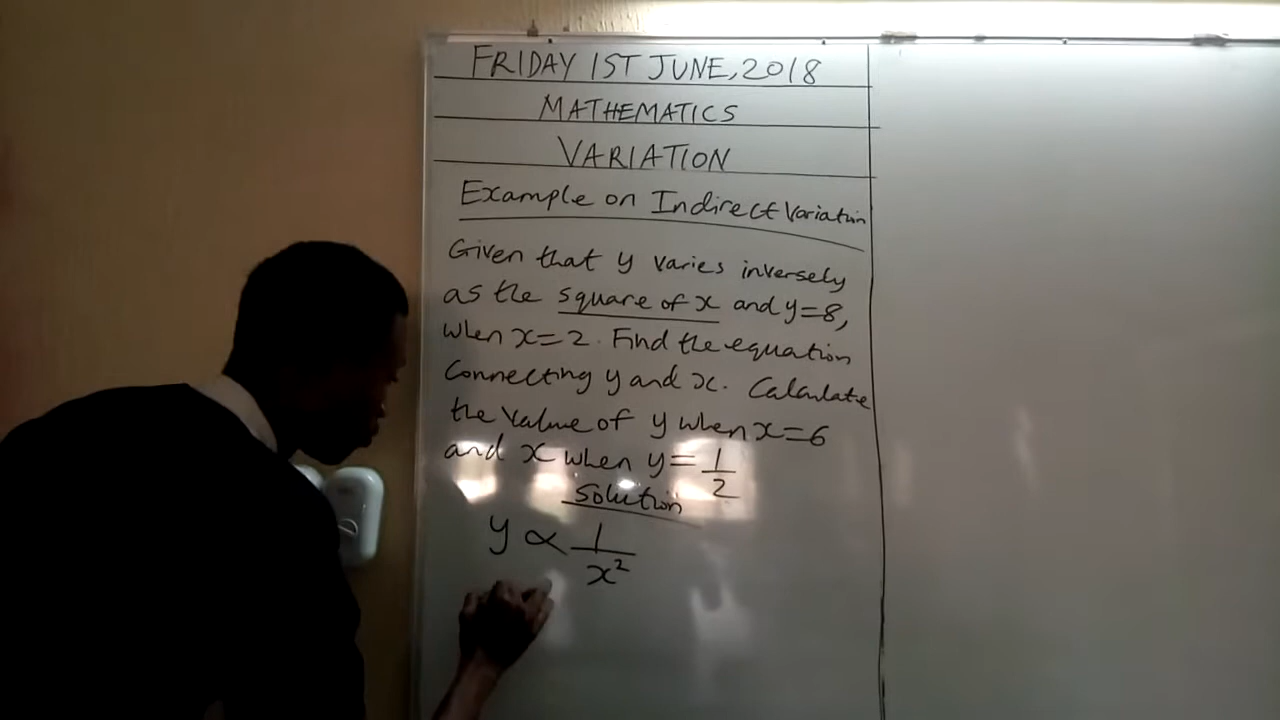 FRIDAY 1ST JUNE, 2018
MATHEMATICS
VARIATION
Example on Indirect Variation
Given that y varies inversely
as the square of x and y=8,
when x=2. Find the equation
Connecting y and x. Calculate
the value of y when x=6
and x when y=1/2
Solution
y ∝ 1/x²